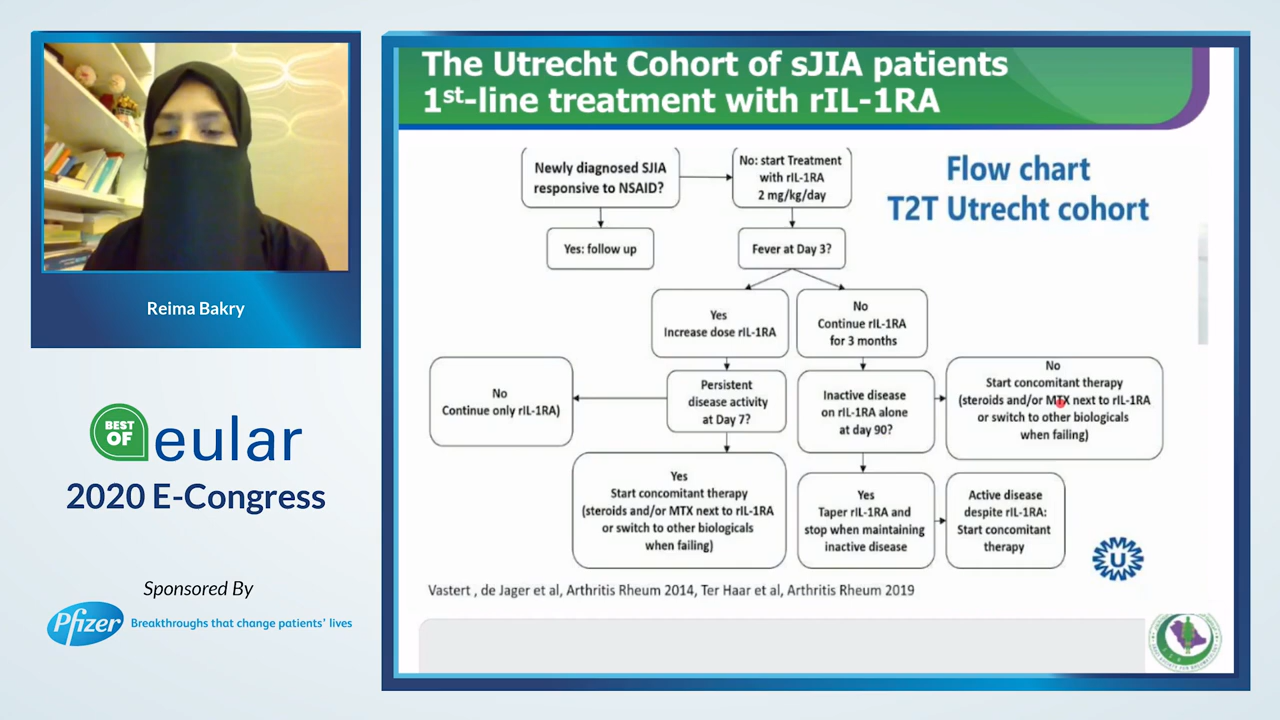 Reima Bakry
BEST
OF
eular
2020 E-Congress
Sponsored By
Pfizer
Breakthroughs that change patients' lives
The Utrecht Cohort of sJIA patients
1st-line treatment with rIL-1RA
Flow chart
T2T Utrecht cohort
Newly diagnosed SJIA
responsive to NSAID?
No: start Treatment
with rIL-1RA
2 mg/kg/day
Yes: follow up
Fever at Day 3?
Yes
Increase dose rIL-1RA
No
Continue rIL-1RA
for 3 months
No
Continue only rIL-1RA)
Persistent
disease activity
at Day 7?
Inactive disease
on rIL-1RA alone
at day 90?
No
Start concomitant therapy
(steroids and/or MTX next to rIL-1RA
or switch to other biologicals
when failing)
Yes
Start concomitant therapy
(steroids and/or MTX next to rIL-1RA
or switch to other biologicals
when failing)
Yes
Taper rIL-1RA and
stop when maintaining
inactive disease
Active disease
despite rIL-1RA:
Start concomitant
therapy
U
Vastert , de Jager et al, Arthritis Rheum 2014, Ter Haar et al, Arthritis Rheum 2019